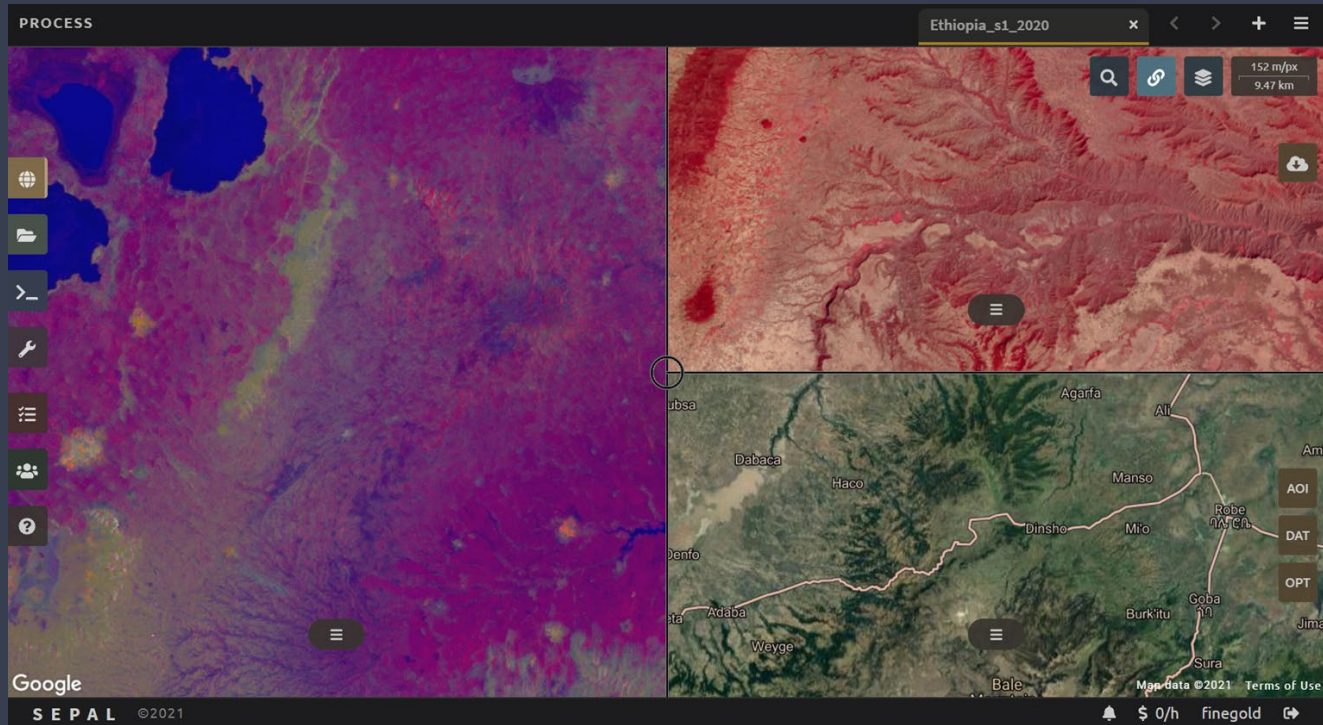 PROCESS
Ethiopia_s1_2020
152 m/px
9.47 km
Agarfa
ubsa
Ali
Dabaca
Am
Haco
Manso
AOI
Robe
ሮቤ
Dinsho
Mi'o
DAT
Denfo
OPT
Goba
ጎባ
eta
Adaba
Burk'itu
Jima
Weyge
Sura
Google
Bale
Map data ©2021
Terms of Use
SEPAL ©2021
$ 0/h
finegold